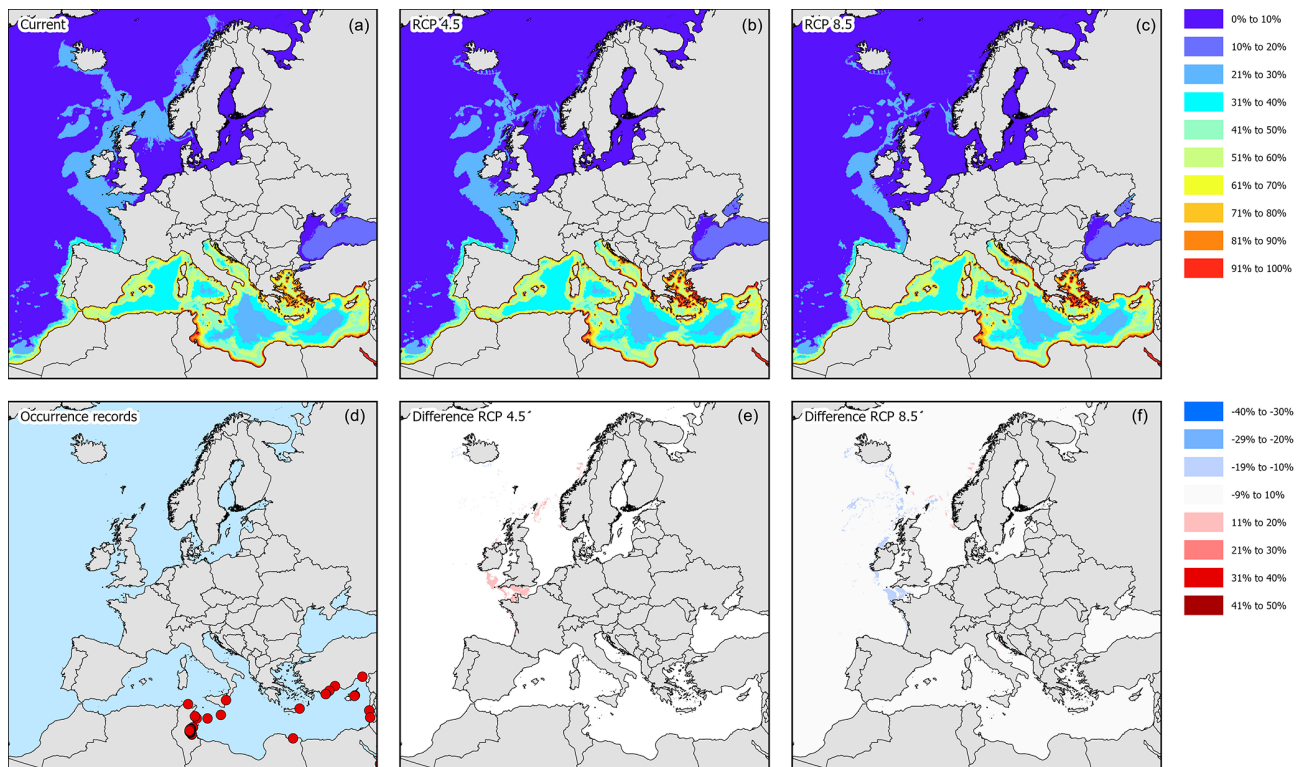 Current (a)
RCP 4.5 (b)
RCP 8.5 (c)
0% to 10%
10% to 20%
21% to 30%
31% to 40%
41% to 50%
51% to 60%
61% to 70%
71% to 80%
81% to 90%
91% to 100%
Occurrence records (d)
Difference RCP 4.5´ (e)
Difference RCP 8.5´ (f)
-40% to -30%
-29% to -20%
-19% to -10%
-9% to 10%
11% to 20%
21% to 30%
31% to 40%
41% to 50%